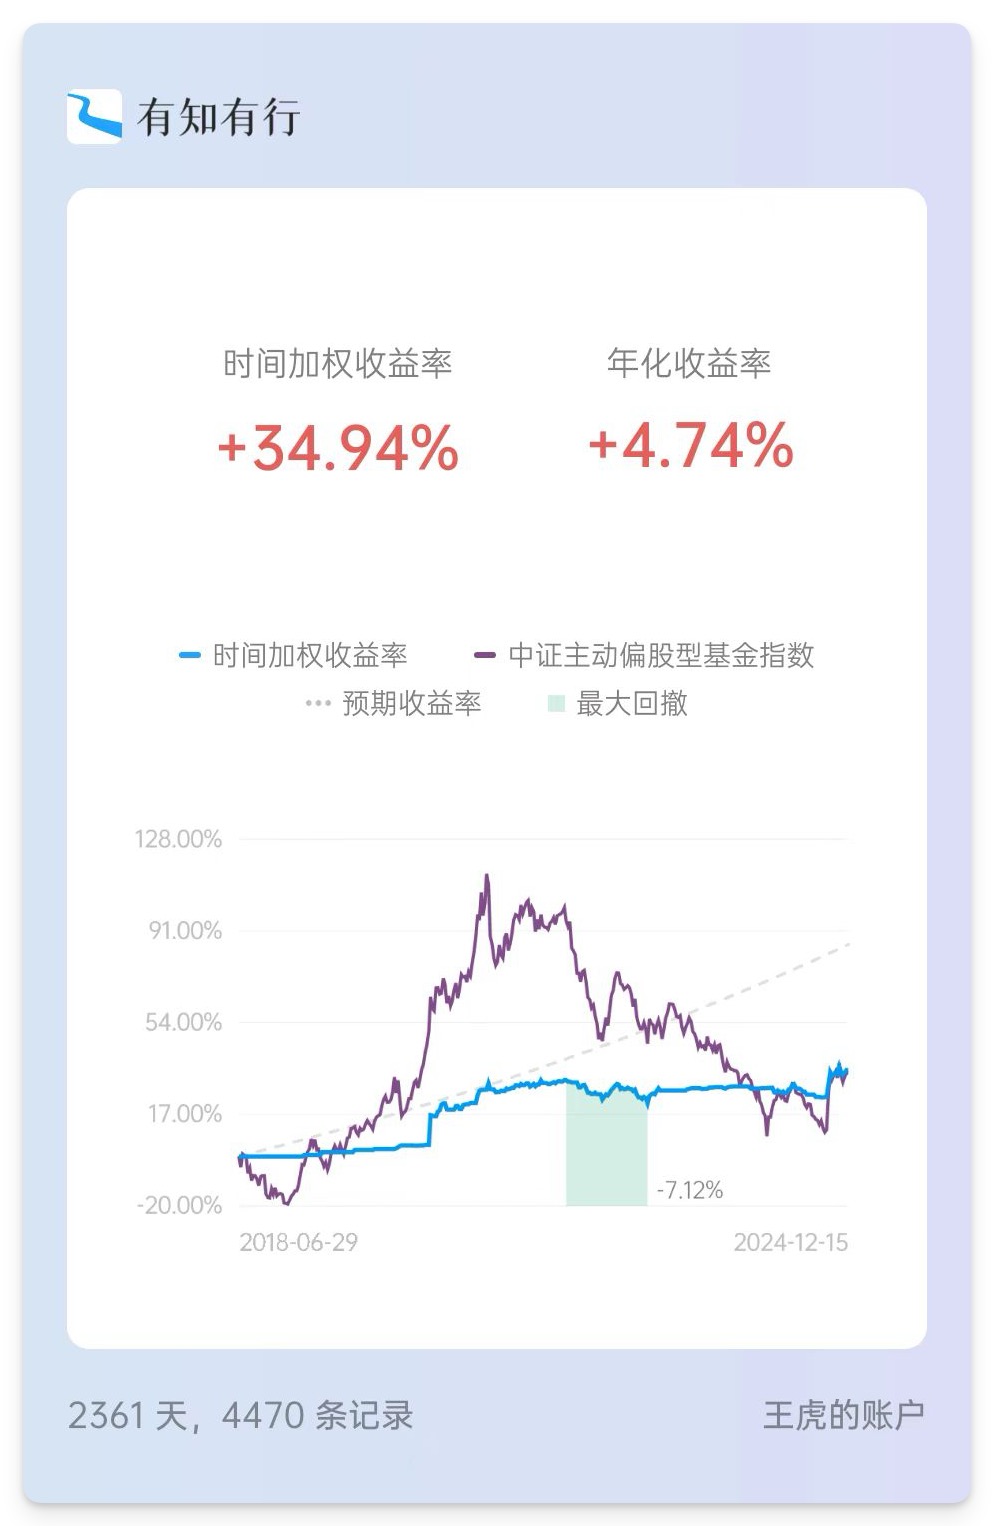 有知有行
时间加权收益率 年化收益率
+34.94% +4.74%
时间加权收益率 中证主动偏股型基金指数
预期收益率 最大回撤
128.00%
91.00%
54.00%
17.00%
-20.00%
-7.12%
2018-06-29 2024-12-15
2361 天，4470 条记录 王虎的账户